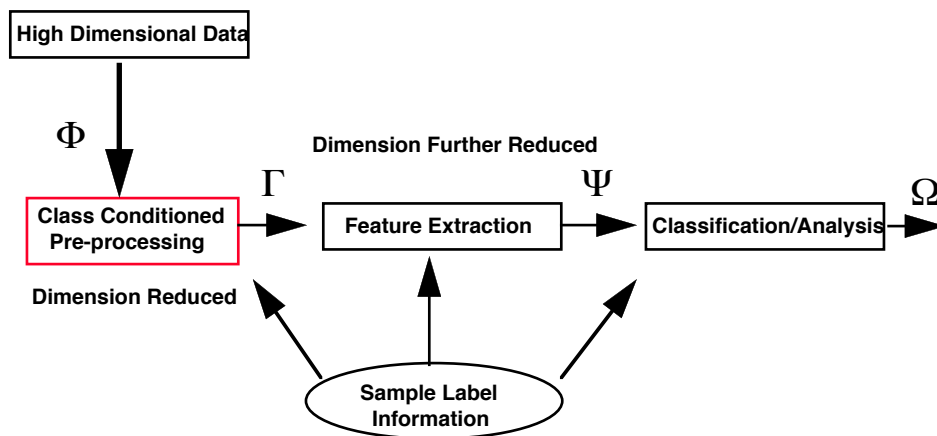 High Dimensional Data
Φ
Dimension Further Reduced
Γ
Ψ
Ω
Class Conditioned
Pre-processing
Feature Extraction
Classification/Analysis
Dimension Reduced
Sample Label
Information